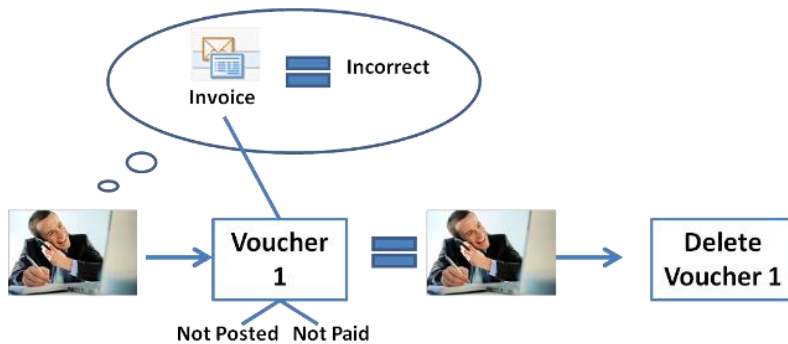 Incorrect
Invoice
Voucher
1
Delete
Voucher 1
Not Posted Not Paid